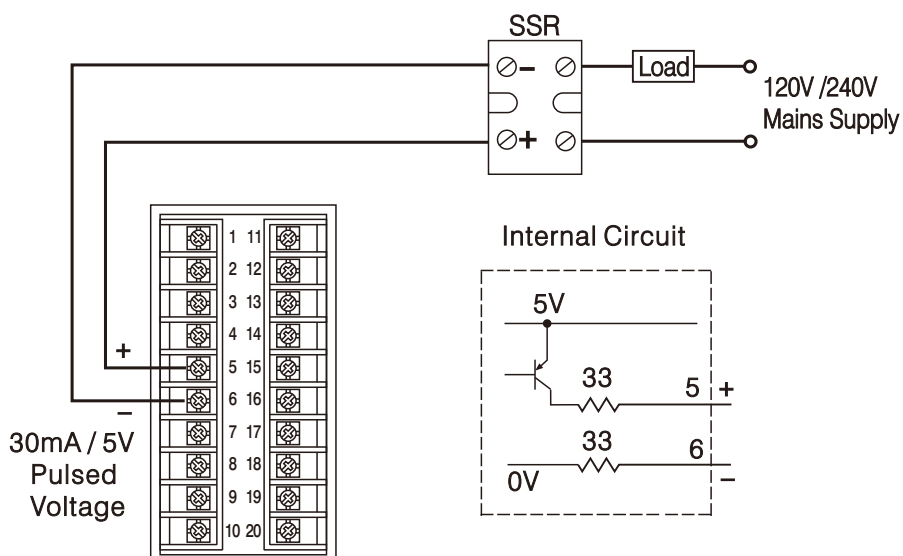 SSR
−
Load
120V /240V
Mains Supply
+
1 11
2 12
3 13
4 14
5 15
6 16
7 17
8 18
9 19
10 20
+
−
30mA / 5V
Pulsed
Voltage
Internal Circuit
5V
33
5 +
33
6
0V
−